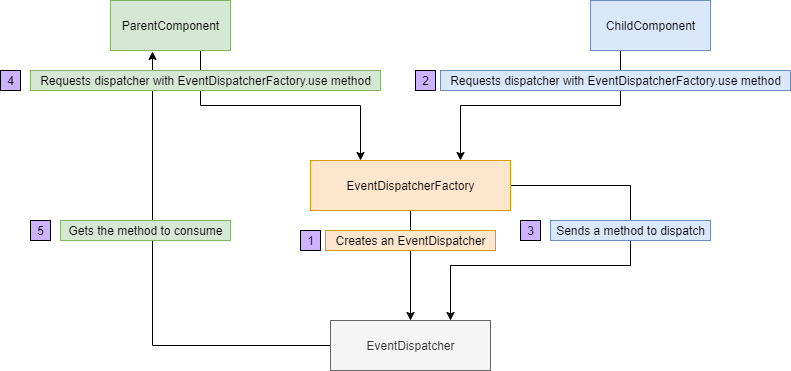 ParentComponent
ChildComponent
4
Requests dispatcher with EventDispatcherFactory.use method
2
Requests dispatcher with EventDispatcherFactory.use method
EventDispatcherFactory
5
Gets the method to consume
1
Creates an EventDispatcher
3
Sends a method to dispatch
EventDispatcher